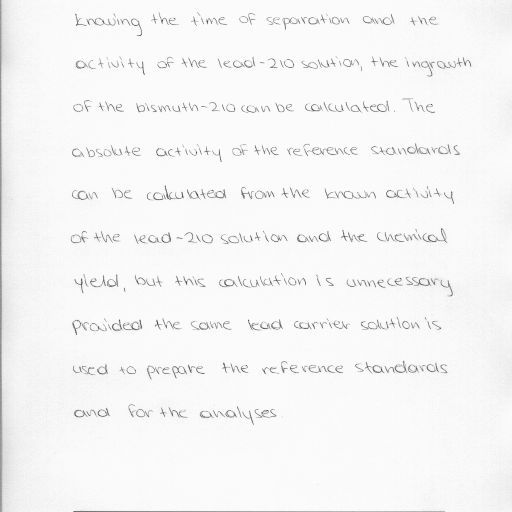 knowing the time of separation and the
activity of the lead-210 solution, the ingrowth
of the bismuth-210 can be calculated. The
absolute activity of the reference standards
can be calculated from the known activity
of the lead-210 solution and the chemical
yield, but this calculation is unnecessary
provided the same lead carrier solution is
used to prepare the reference standards
and for the analyses.